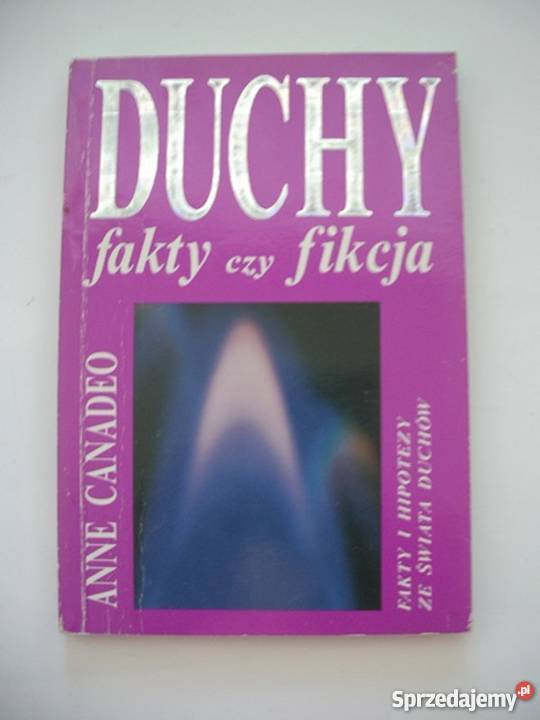 DUCHY
fakty czy fikcja
ANNE CANADEO
FAKTY I HIPOTEZY
ZE ŚWIATA DUCHÓW
Sprzedajemy.pl